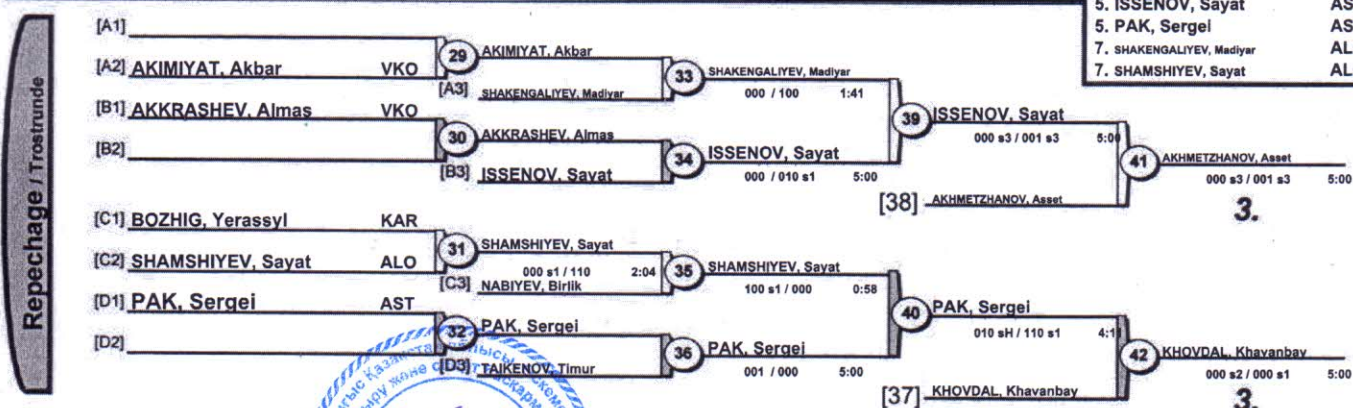 5. ISSENOV, Sayat AS
5. PAK, Sergei AS
7. SHAKENGALIYEV, Madiyar AL
7. SHAMSHIYEV, Sayat AL
Repechage / Trostrunde
[A1]
[A2] AKIMIYAT, Akbar VKO
[B1] AKKRASHEV, Almas VKO
[B2]
[C1] BOZHIG, Yerassyl KAR
[C2] SHAMSHIYEV, Sayat ALO
[D1] PAK, Sergei AST
[D2]
29 AKIMIYAT, Akbar
[A3] SHAKENGALIYEV, Madiyar
30 AKKRASHEV, Almas
[B3] ISSENOV, Sayat
31 SHAMSHIYEV, Sayat
000 s1 / 110 2:04
[C3] NABIYEV, Birlik
32 PAK, Sergei
[D3] TAIKENOV, Timur
33 SHAKENGALIYEV, Madiyar
000 / 100 1:41
34 ISSENOV, Sayat
000 / 010 s1 5:00
35 SHAMSHIYEV, Sayat
100 s1 / 000 0:58
36 PAK, Sergei
001 / 000 5:00
39 ISSENOV, Sayat
000 s3 / 001 s3 5:00
[38] AKHMETZHANOV, Asset
40 PAK, Sergei
010 sH / 110 s1
[37] KHOVDAL, Khavanbay
41 AKHMETZHANOV, Asset
000 s3 / 001 s3 5:00
3.
42 KHOVDAL, Khavanbay
000 s2 / 000 s1 5:00
3.